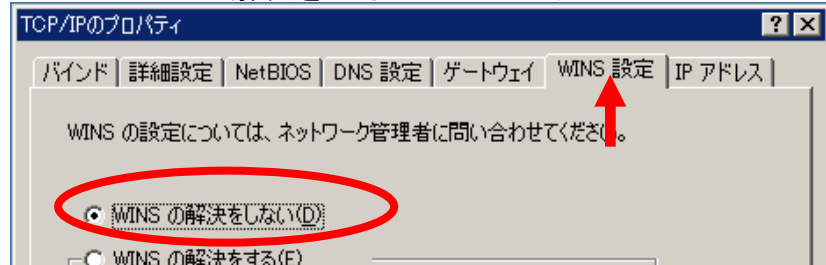 TCP/IPのプロパティ
バインド 詳細設定 NetBIOS DNS 設定 ゲートウェイ WINS 設定 IP アドレス
WINS の設定については、ネットワーク管理者に問い合わせてください。
WINS の解決をしない(D)
WINS の解決をする(E)